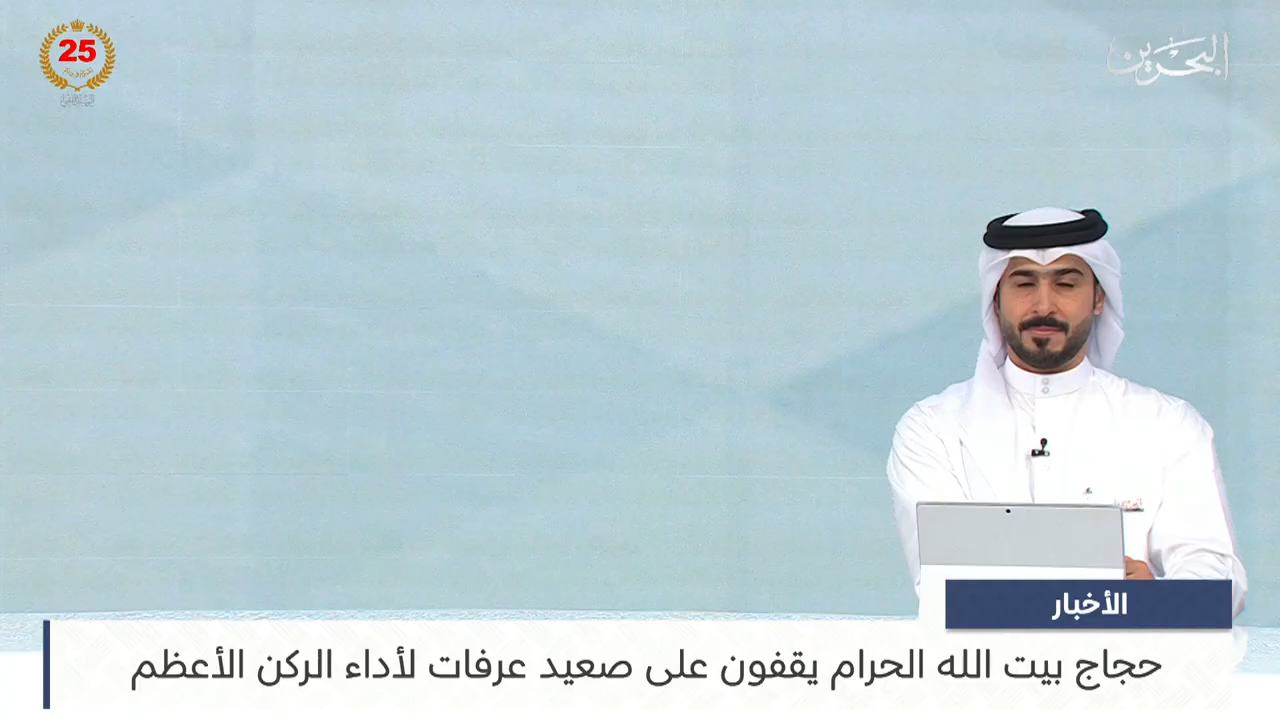 25
البحرين
الأخبار
حجاج بيت الله الحرام يقفون على صعيد عرفات لأداء الركن الأعظم